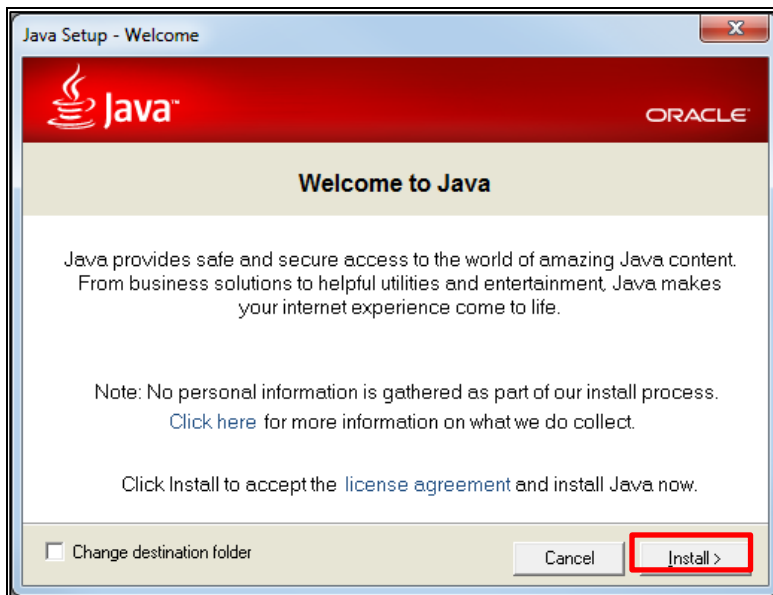 Java Setup - Welcome
Java™
ORACLE®
Welcome to Java
Java provides safe and secure access to the world of amazing Java content.
From business solutions to helpful utilities and entertainment, Java makes
your internet experience come to life.
Note: No personal information is gathered as part of our install process.
Click here for more information on what we do collect.
Click Install to accept the license agreement and install Java now.
Change destination folder
Cancel
Install >